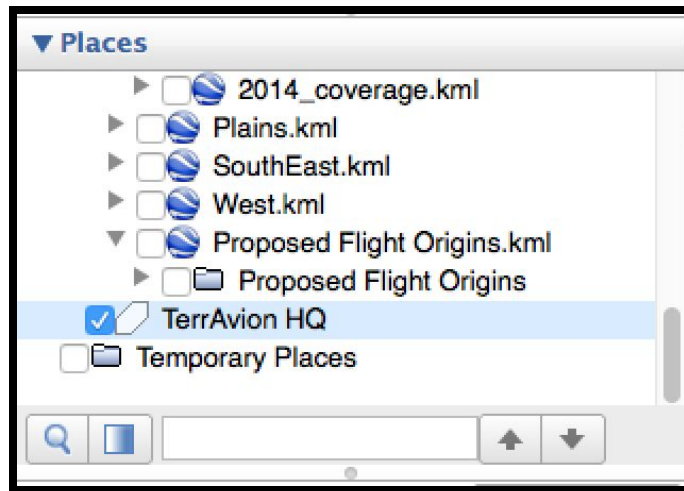 Places
2014_coverage.kml
Plains.kml
SouthEast.kml
West.kml
Proposed Flight Origins.kml
Proposed Flight Origins
TerrAvion HQ
Temporary Places